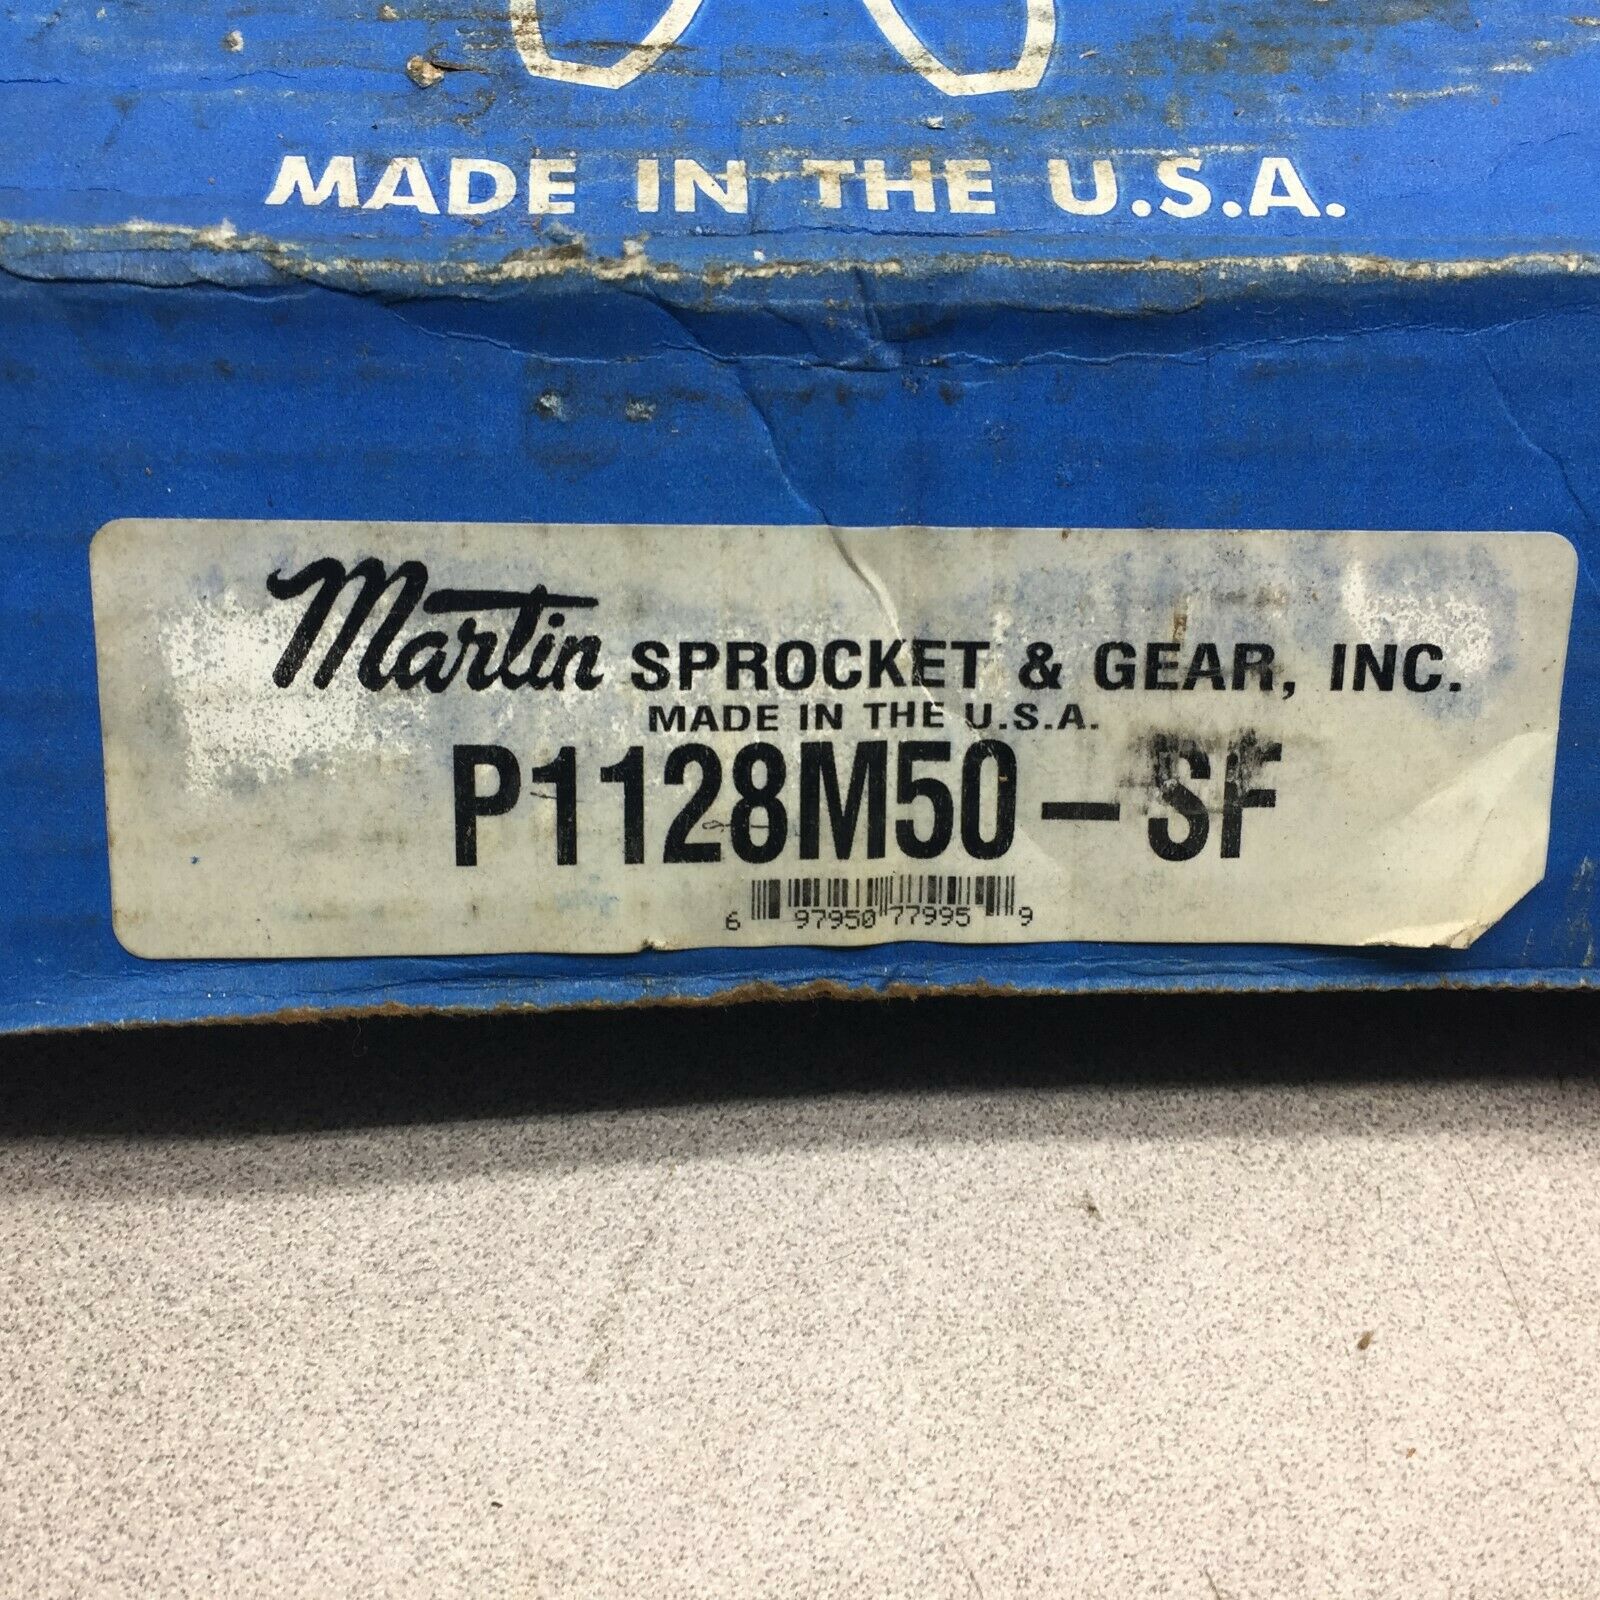 MADE IN THE U.S.A.
Martin SPROCKET & GEAR, INC.
MADE IN THE U.S.A.
P1128M50-SF
6 97950 77995 9